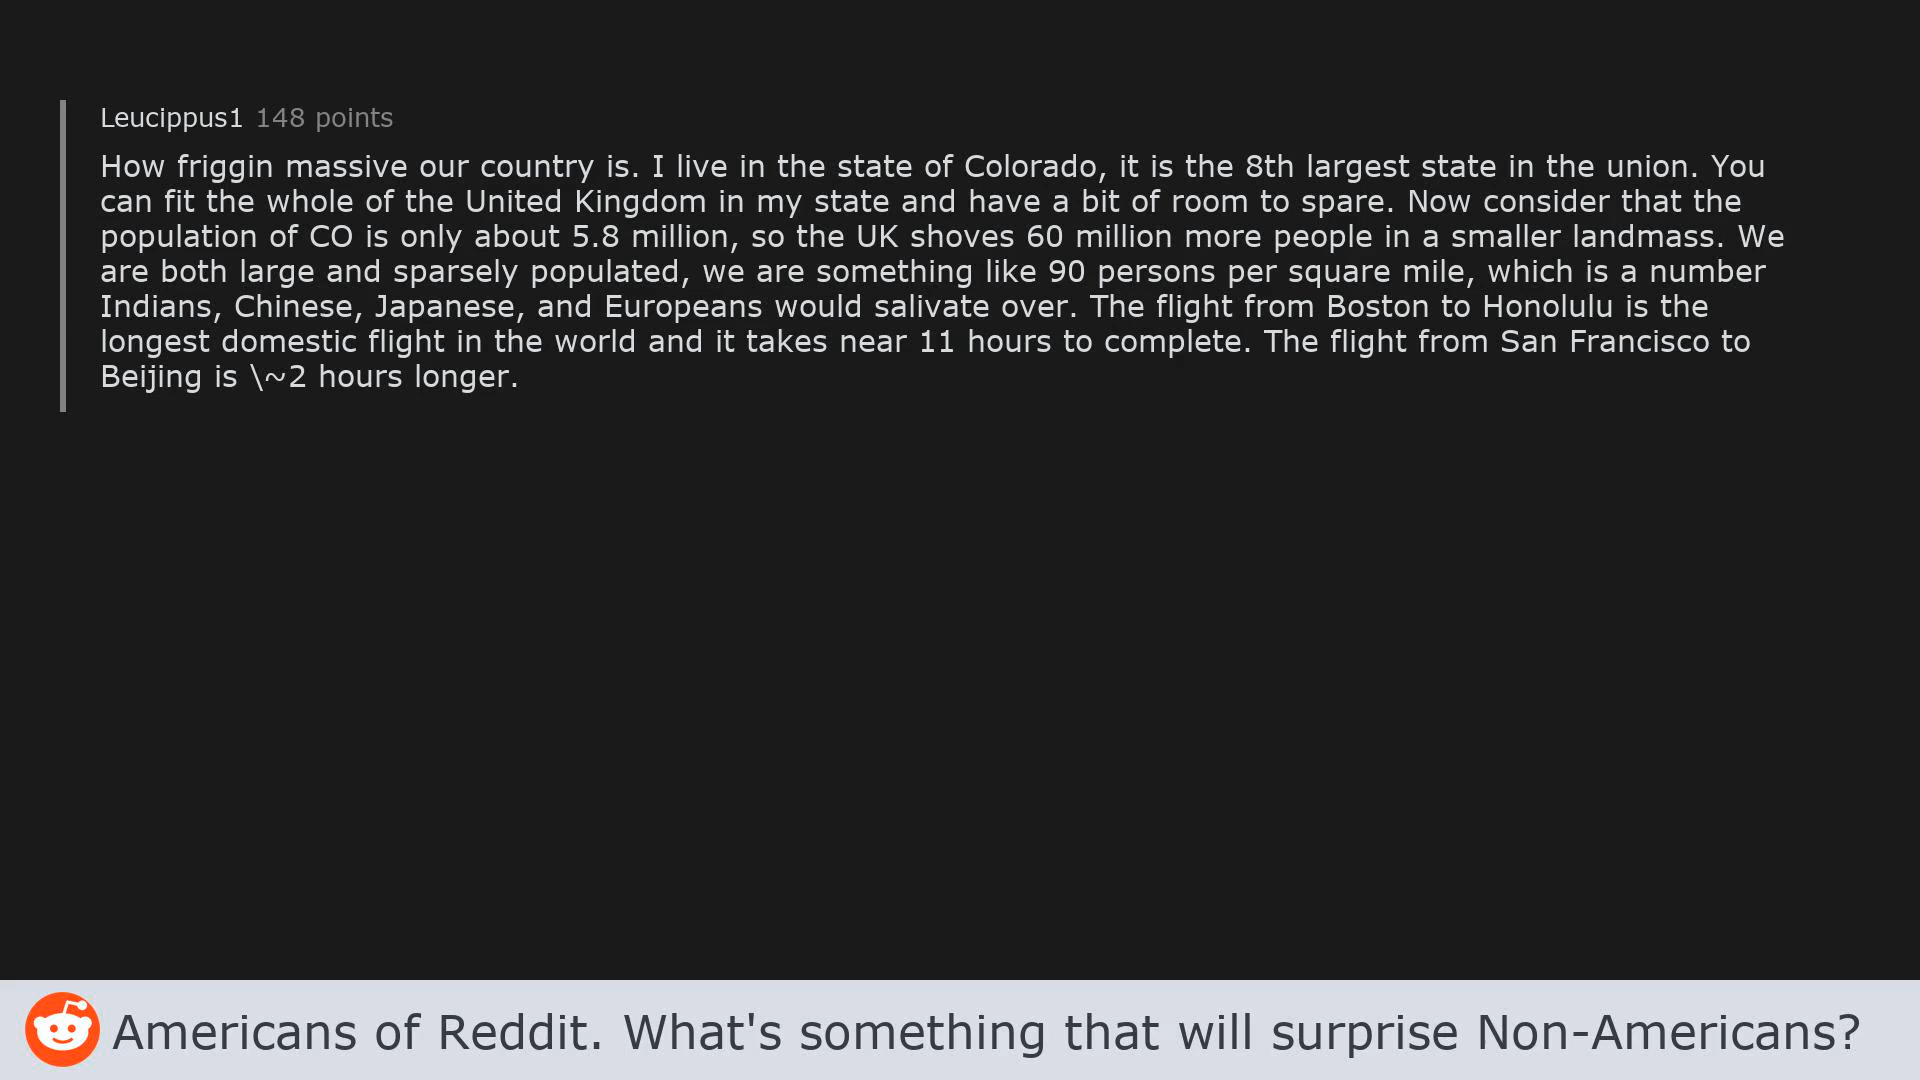 Leucippus1 148 points
How friggin massive our country is. I live in the state of Colorado, it is the 8th largest state in the union. You
can fit the whole of the United Kingdom in my state and have a bit of room to spare. Now consider that the
population of CO is only about 5.8 million, so the UK shoves 60 million more people in a smaller landmass. We
are both large and sparsely populated, we are something like 90 persons per square mile, which is a number
Indians, Chinese, Japanese, and Europeans would salivate over. The flight from Boston to Honolulu is the
longest domestic flight in the world and it takes near 11 hours to complete. The flight from San Francisco to
Beijing is \~2 hours longer.
Americans of Reddit. What's something that will surprise Non-Americans?